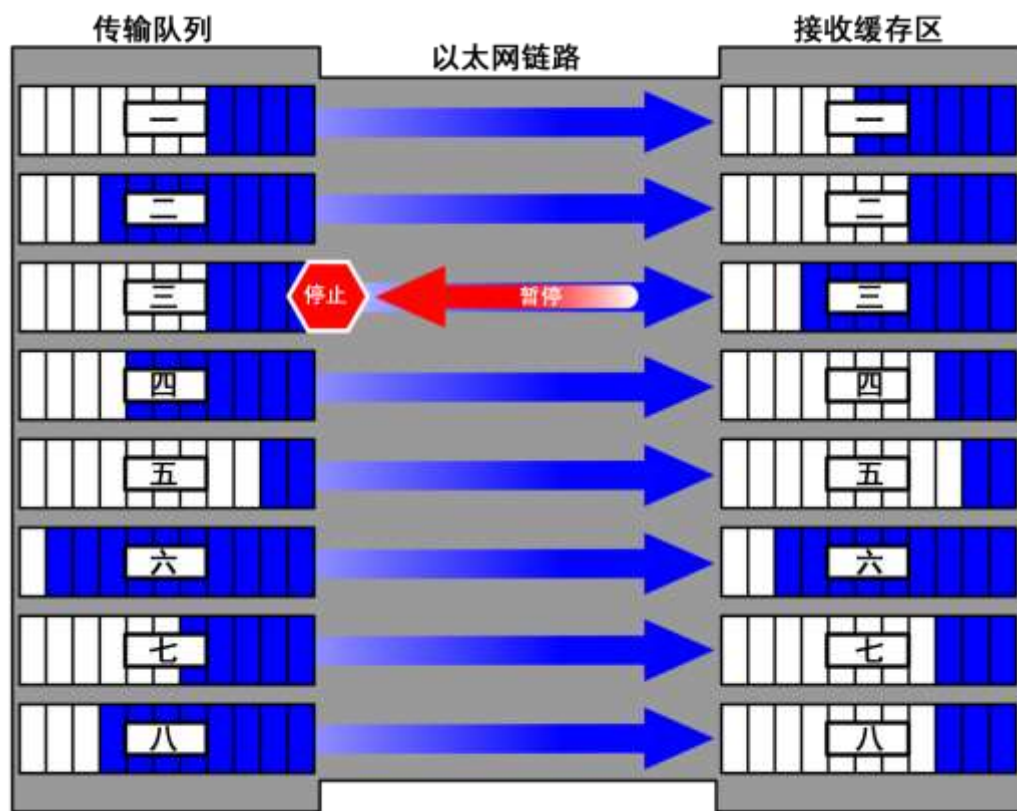 传输队列
以太网链路
接收缓存区
一
一
二
二
三
停止
暂停
三
四
四
五
五
六
六
七
七
八
八